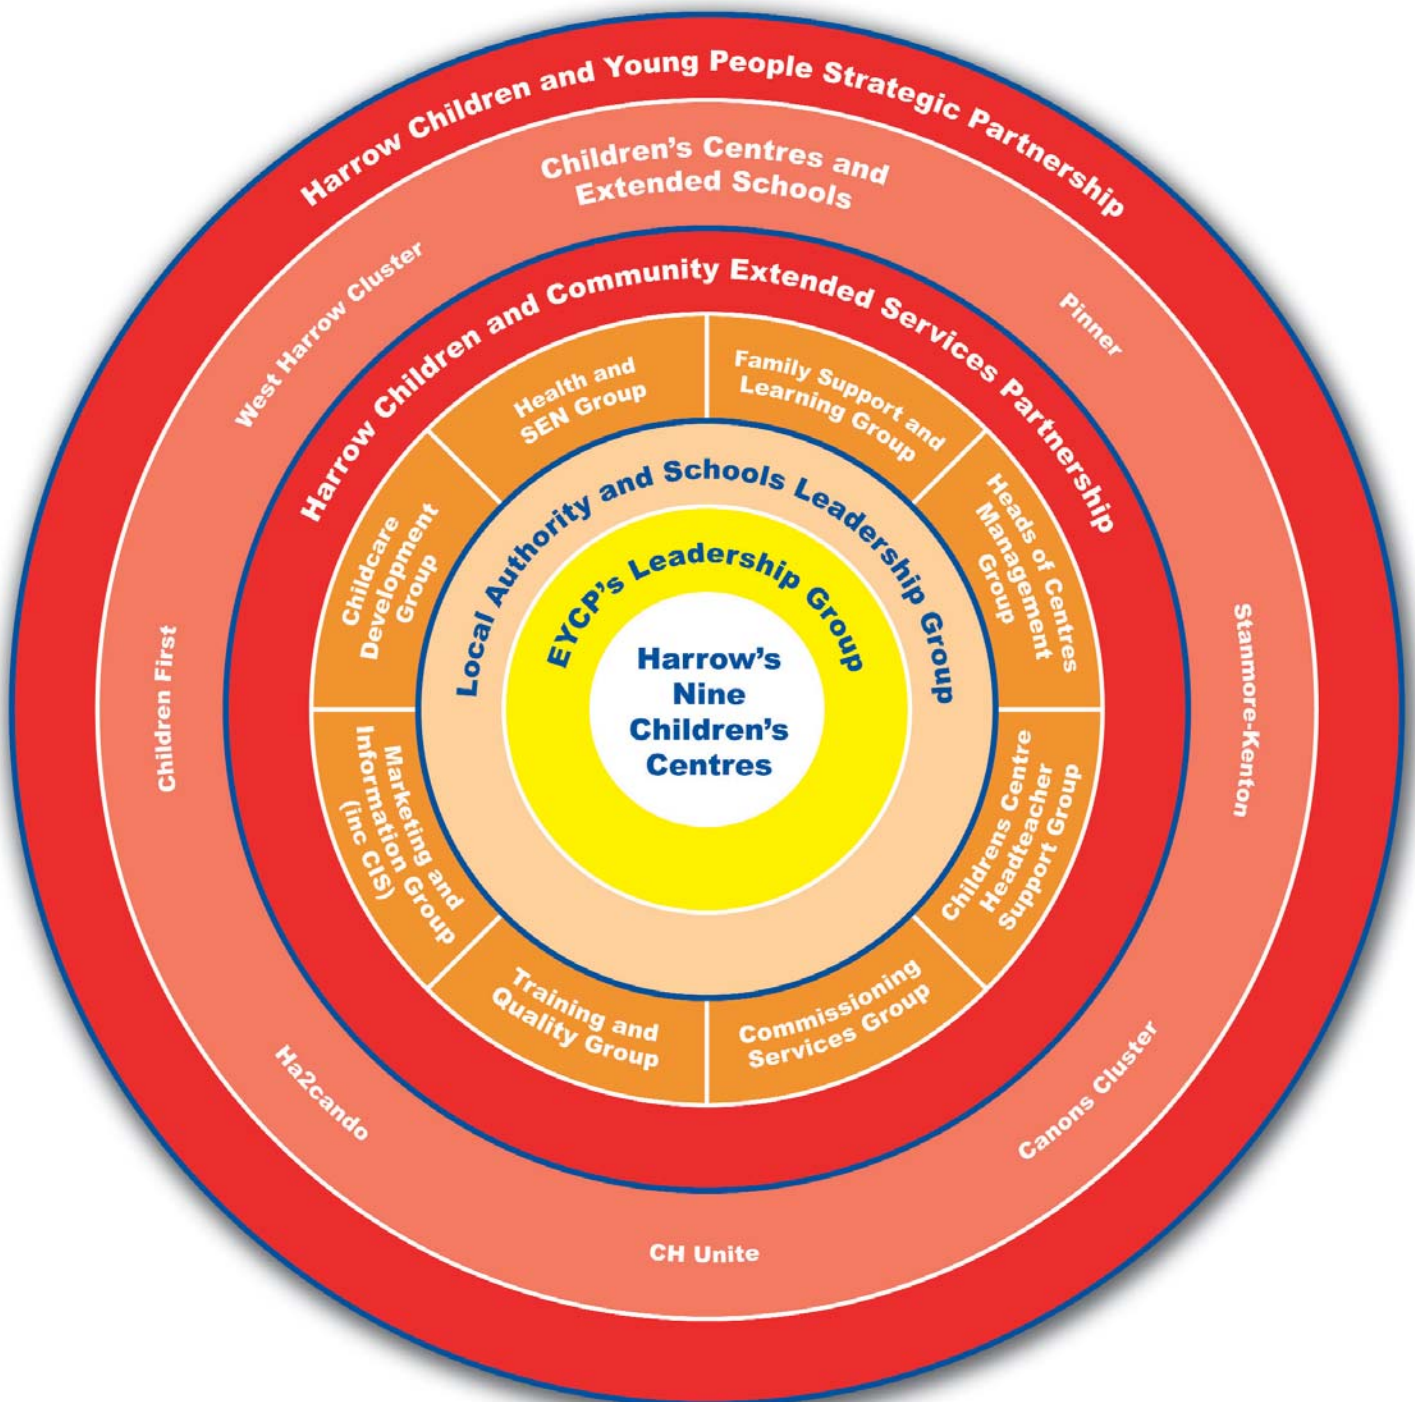 Harrow Children and Young People Strategic Partnership
Children's Centres and
Extended Schools
West Harrow Cluster
Pinner
Children First
Stanmore-Kenton
Ha2cando
Canons Cluster
CH Unite
Harrow Children and Community Extended Services Partnership
Health and
SEN Group
Family Support and
Learning Group
Childcare
Development
Group
Heads of Centres
Management
Group
Marketing and
Information Group
(inc CIS)
Childrens Centre
Headteacher
Support Group
Training and
Quality Group
Commissioning
Services Group
Local Authority and Schools Leadership Group
EYCP's Leadership Group
Harrow's
Nine
Children's
Centres